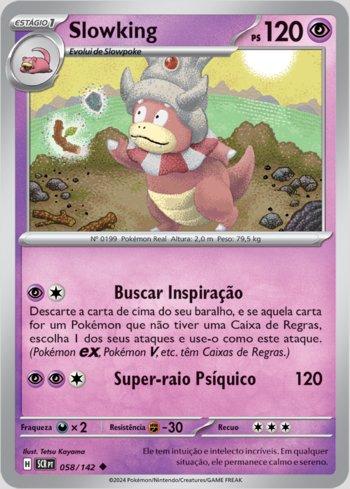 ESTÁGIO 1
Slowking
PS 120
Evolui de Slowpoke
Nº 0199 Pokémon Real Altura: 2,0 m Peso: 79,5 kg
Buscar Inspiração
Descarte a carta de cima do seu baralho, e se aquela carta
for um Pokémon que não tiver uma Caixa de Regras,
escolha 1 dos seus ataques e use-o como este ataque.
(Pokémon ex, Pokémon V, etc. têm Caixas de Regras.)
Super-raio Psíquico 120
Fraqueza ×2 Resistência -30 Recuo
Ilust. Tetsu Kayama
H SCR PT 058/142
Ele tem intuição e intelecto incríveis. Em qualquer
situação, ele permanece calmo e sereno.
©2024 Pokémon/Nintendo/Creatures/GAME FREAK